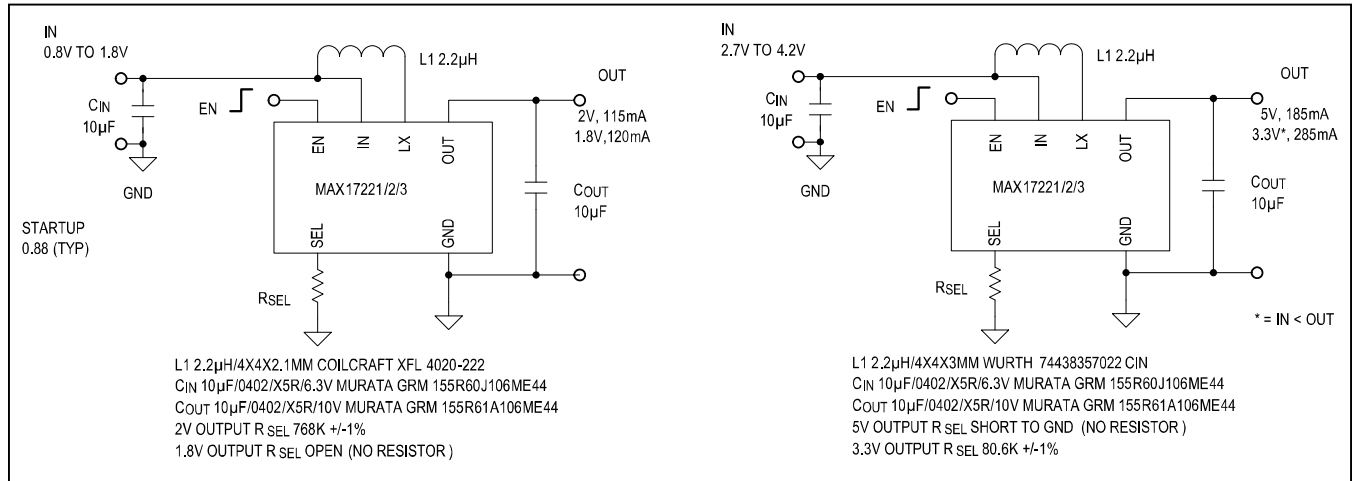 IN
0.8V TO 1.8V
L1 2.2µH
OUT
CIN
10µF
EN
2V, 115mA
1.8V,120mA
EN
IN
LX
OUT
GND
MAX17221/2/3
COUT
10µF
STARTUP
0.88 (TYP)
SEL
GND
RSEL
L1 2.2µH/4X4X2.1MM COILCRAFT XFL 4020-222
CIN 10µF/0402/X5R/6.3V MURATA GRM 155R60J106ME44
COUT 10µF/0402/X5R/10V MURATA GRM 155R61A106ME44
2V OUTPUT R SEL 768K +/-1%
1.8V OUTPUT R SEL OPEN (NO RESISTOR )
IN
2.7V TO 4.2V
L1 2.2µH
OUT
CIN
10µF
EN
5V, 185mA
3.3V*, 285mA
EN
IN
LX
OUT
GND
MAX17221/2/3
COUT
10µF
SEL
GND
RSEL
* = IN < OUT
L1 2.2µH/4X4X3MM WURTH 74438357022 CIN
CIN 10µF/0402/X5R/6.3V MURATA GRM 155R60J106ME44
COUT 10µF/0402/X5R/10V MURATA GRM 155R61A106ME44
5V OUTPUT R SEL SHORT TO GND (NO RESISTOR )
3.3V OUTPUT R SEL 80.6K +/-1%